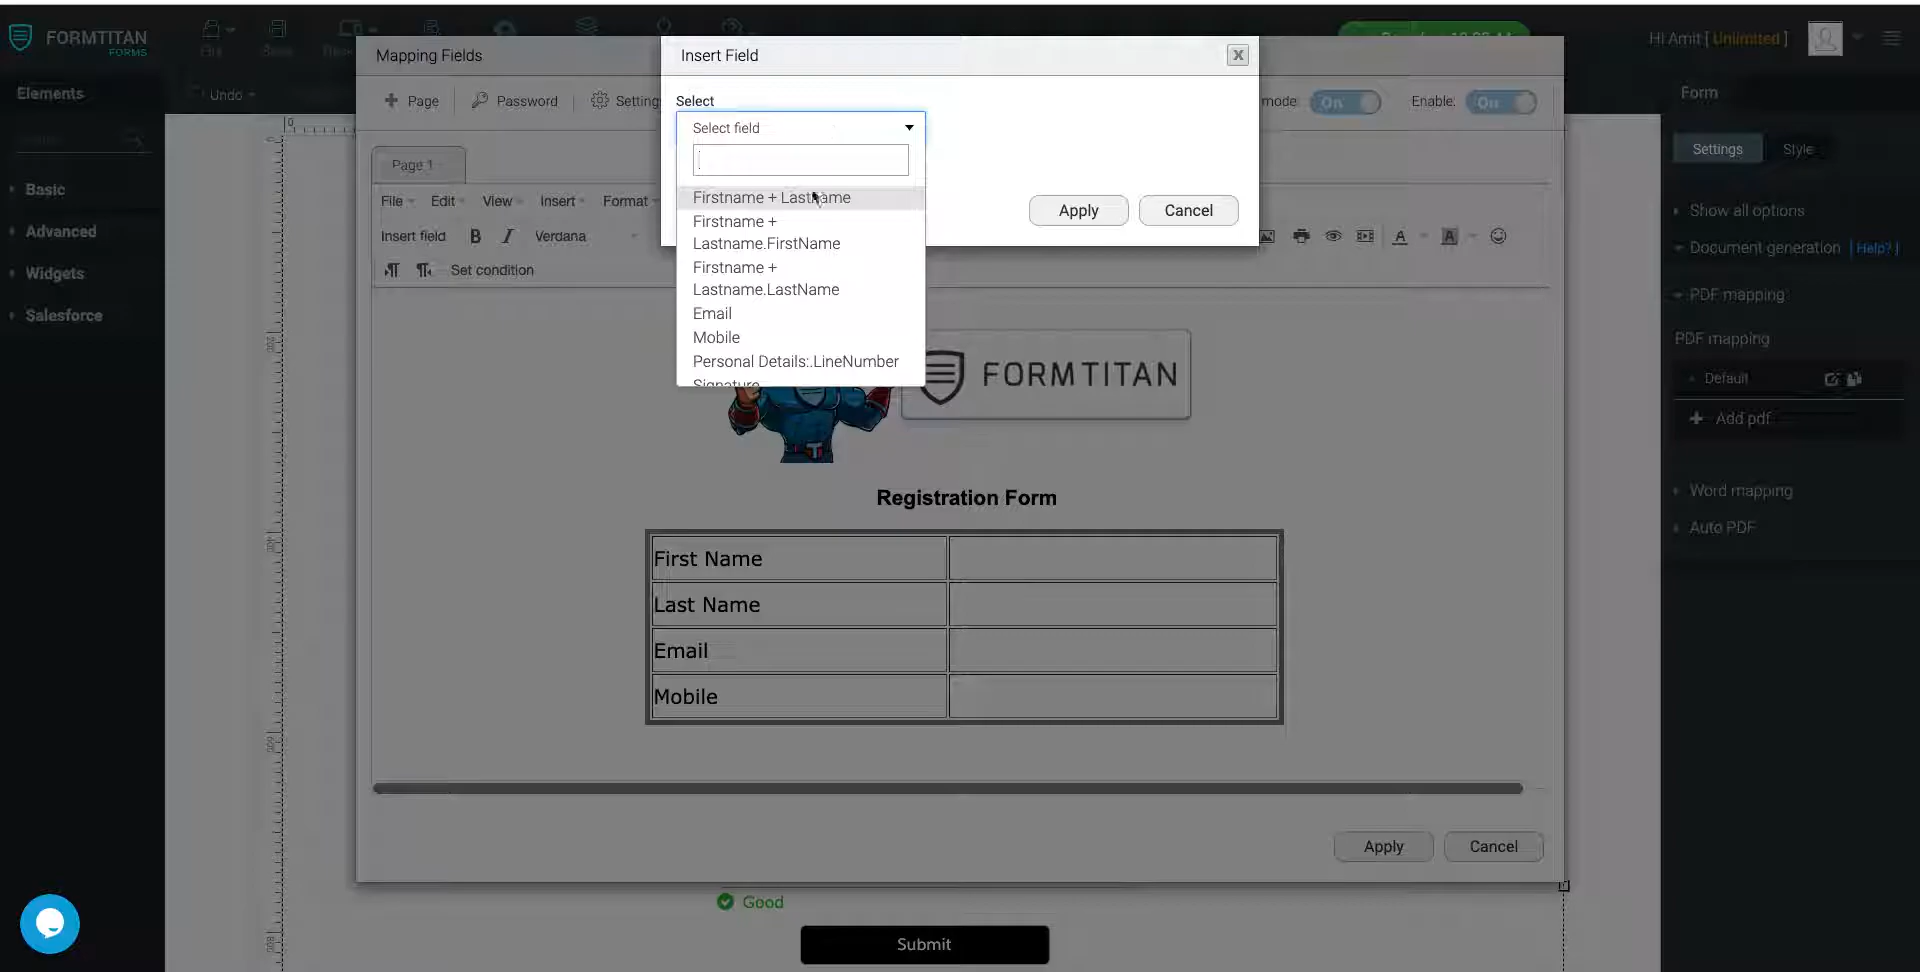 FORMTITAN
FORMS
Hi Amit [ Unlimited ]
Elements
Undo
Mapping Fields
Insert Field
X
Form
Page
Password
Settings
Select
mode
On
Enable:
On
Select field
Settings
Style
Page 1
Basic
Advanced
Widgets
Salesforce
File
Edit
View
Insert
Format
Insert field
B
I
Verdana
A
A
Set condition
Firstname + Lastname
Firstname +
Lastname.FirstName
Firstname +
Lastname.LastName
Email
Mobile
Personal Details:.LineNumber
Signature
Apply
Cancel
Show all options
Document generation [ Help? ]
PDF mapping
PDF mapping
Default
Add pdf
Word mapping
Auto PDF
FORMTITAN
Registration Form
First Name
Last Name
Email
Mobile
Apply
Cancel
Good
Submit